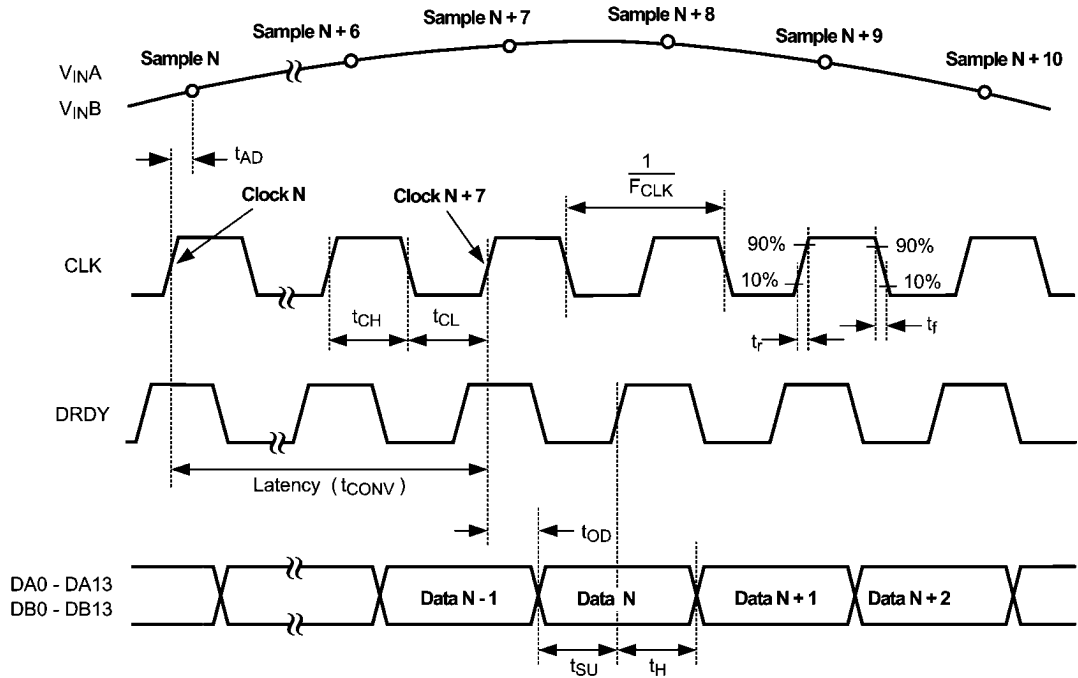 Sample N
Sample N + 6
Sample N + 7
Sample N + 8
Sample N + 9
Sample N + 10
VINA
VINB
tAD
Clock N
Clock N + 7
1
FCLK
CLK
90%
90%
10%
10%
tCH
tCL
tr
tf
DRDY
Latency (tCONV)
tOD
DA0 - DA13
DB0 - DB13
Data N - 1
Data N
Data N + 1
Data N + 2
tSU
tH